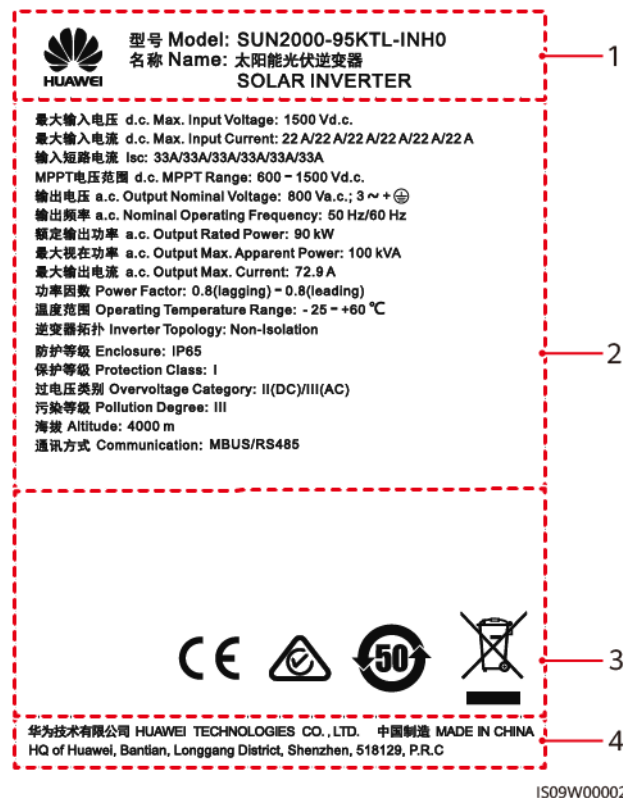 HUAWEI
型号 Model: SUN2000-95KTL-INH0
名称 Name: 太阳能光伏逆变器
SOLAR INVERTER
1
最大输入电压 d.c. Max. Input Voltage: 1500 Vd.c.
最大输入电流 d.c. Max. Input Current: 22 A/22 A/22 A/22 A/22 A/22 A
输入短路电流 Isc: 33A/33A/33A/33A/33A/33A
MPPT电压范围 d.c. MPPT Range: 600 - 1500 Vd.c.
输出电压 a.c. Output Nominal Voltage: 800 Va.c.; 3 ~ + ⏚
输出频率 a.c. Nominal Operating Frequency: 50 Hz/60 Hz
额定输出功率 a.c. Output Rated Power: 90 kW
最大视在功率 a.c. Output Max. Apparent Power: 100 kVA
最大输出电流 a.c. Output Max. Current: 72.9 A
功率因数 Power Factor: 0.8(lagging) - 0.8(leading)
温度范围 Operating Temperature Range: - 25 - +60 ℃
逆变器拓扑 Inverter Topology: Non-Isolation
防护等级 Enclosure: IP65
2
保护等级 Protection Class: I
过电压类别 Overvoltage Category: II(DC)/III(AC)
污染等级 Pollution Degree: III
海拔 Altitude: 4000 m
通讯方式 Communication: MBUS/RS485
CE
50
3
华为技术有限公司 HUAWEI TECHNOLOGIES CO., LTD. 中国制造 MADE IN CHINA
HQ of Huawei, Bantian, Longgang District, Shenzhen, 518129, P.R.C
4
IS09W00002